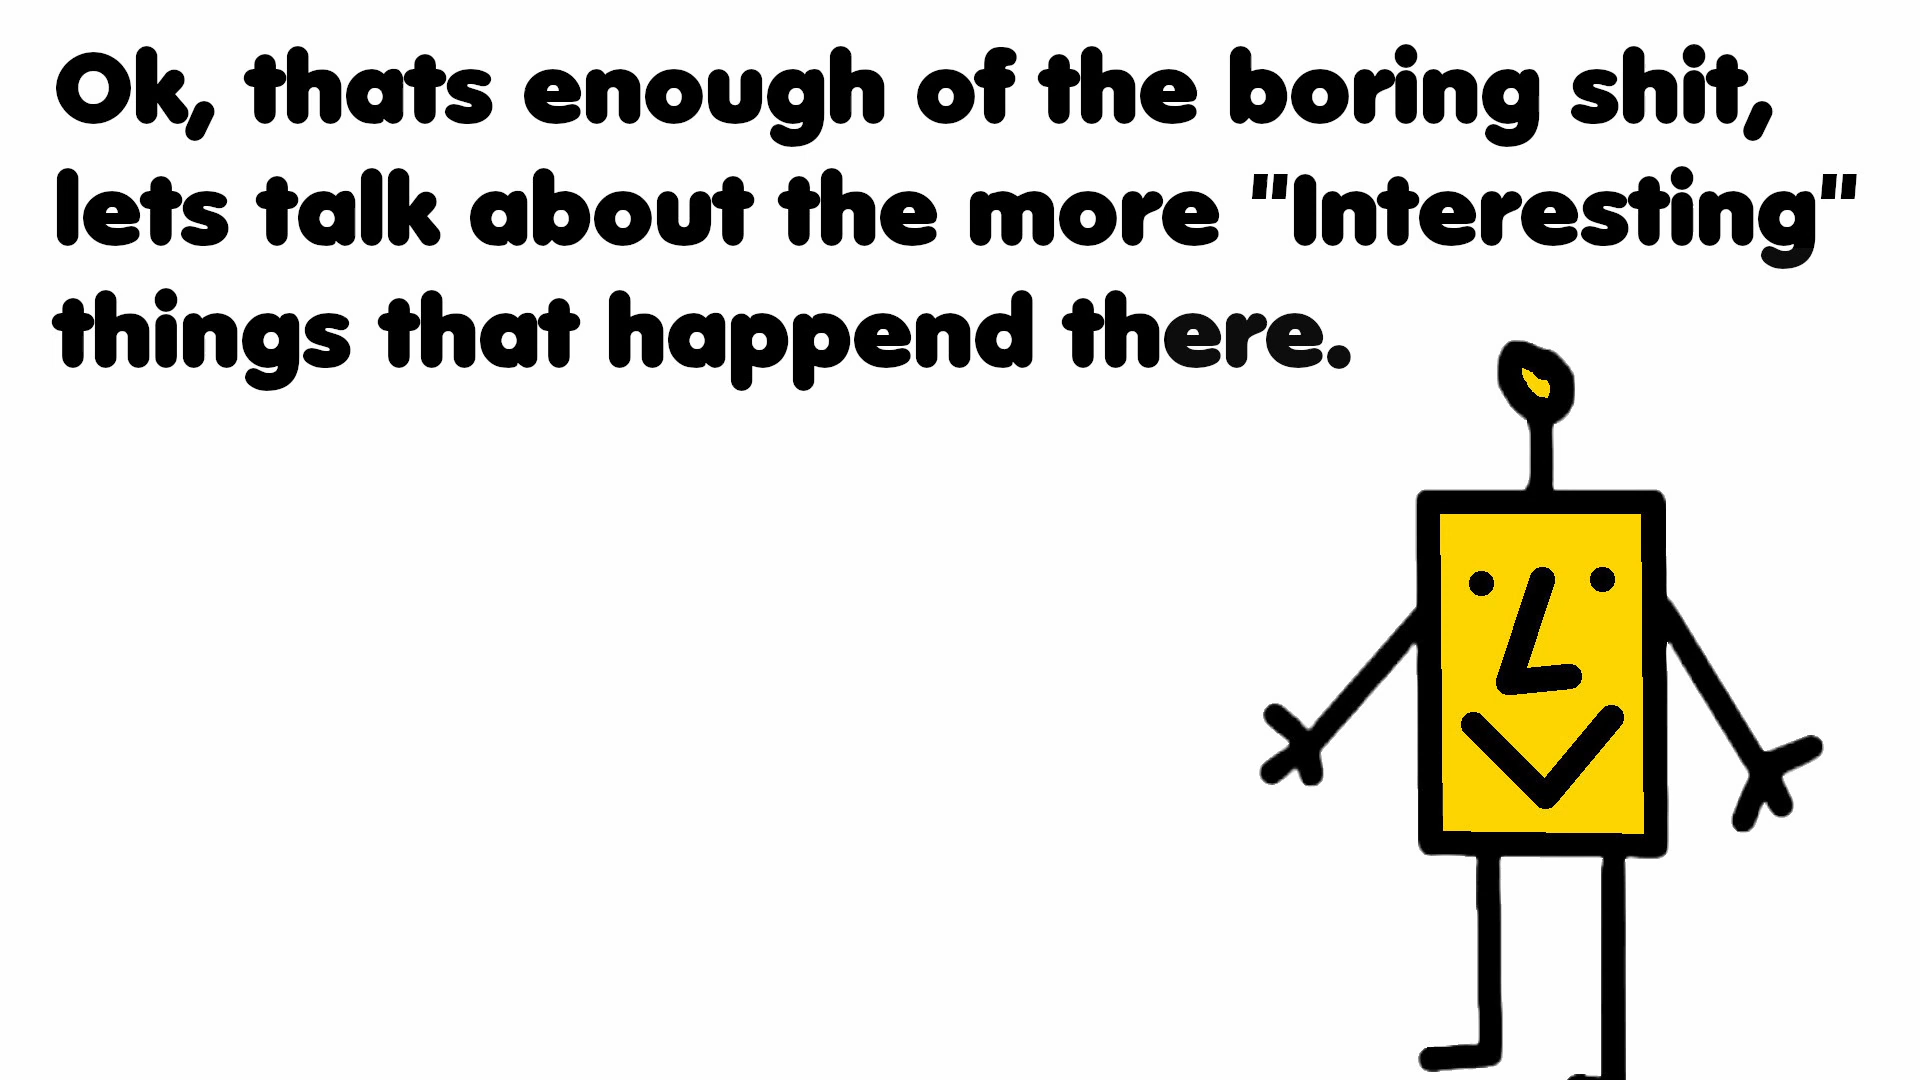 Ok, thats enough of the boring shit,
lets talk about the more "Interesting"
things that happend there.